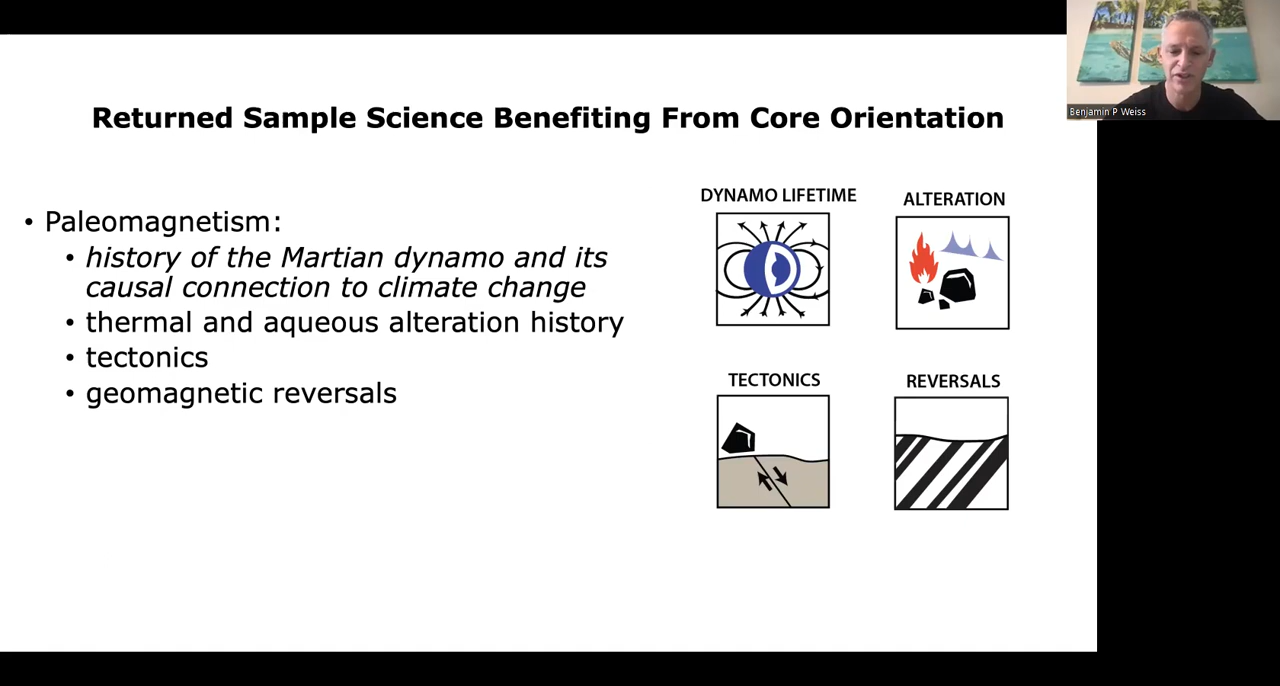 Returned Sample Science Benefiting From Core Orientation
• Paleomagnetism:
• history of the Martian dynamo and its
causal connection to climate change
• thermal and aqueous alteration history
• tectonics
• geomagnetic reversals
DYNAMO LIFETIME
ALTERATION
TECTONICS
REVERSALS
Benjamin P Weiss